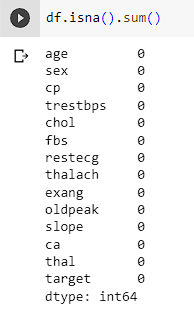 df.isna().sum()
age 0
sex 0
cp 0
trestbps 0
chol 0
fbs 0
restecg 0
thalach 0
exang 0
oldpeak 0
slope 0
ca 0
thal 0
target 0
dtype: int64